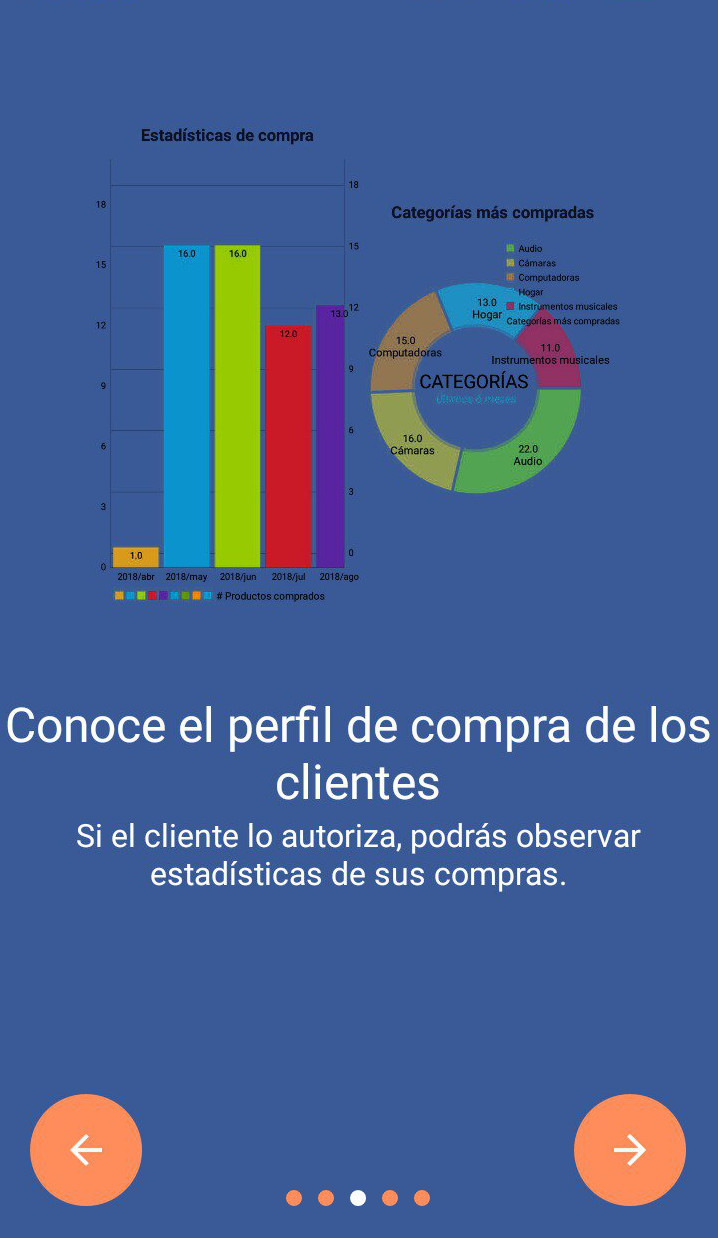 Estadísticas de compra
18
15
12
9
6
3
0
18
15
12
9
6
3
0
1.0
16.0
16.0
12.0
13.0
2018/abr
2018/may
2018/jun
2018/jul
2018/ago
# Productos comprados
Categorías más compradas
Audio
Cámaras
Computadoras
Hogar
Instrumentos musicales
Categorías más compradas
13.0
Hogar
11.0
Instrumentos musicales
15.0
Computadoras
CATEGORÍAS
últimos 6 meses
16.0
Cámaras
22.0
Audio
Conoce el perfil de compra de los
clientes
Si el cliente lo autoriza, podrás observar
estadísticas de sus compras.